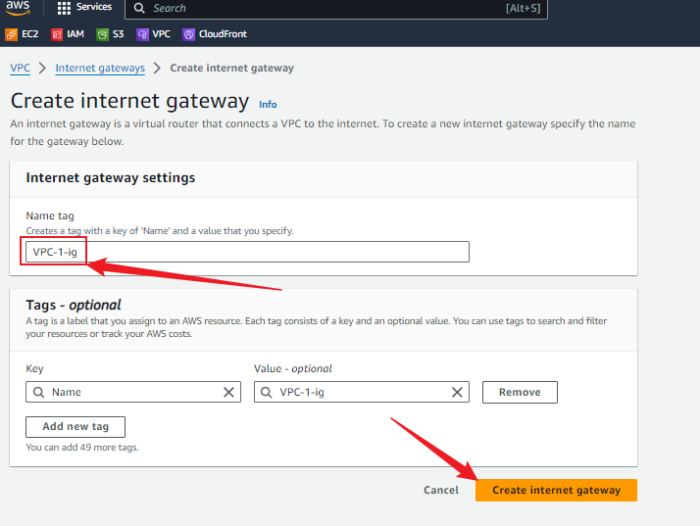 aws
Services
Search
[Alt+S]
EC2 IAM S3 VPC CloudFront
VPC > Internet gateways > Create internet gateway
Create internet gateway Info
An internet gateway is a virtual router that connects a VPC to the internet. To create a new internet gateway specify the name
for the gateway below.
Internet gateway settings
Name tag
Creates a tag with a key of 'Name' and a value that you specify.
VPC-1-ig
Tags - optional
A tag is a label that you assign to an AWS resource. Each tag consists of a key and an optional value. You can use tags to search and filter
your resources or track your AWS costs.
Key
Value - optional
Name
VPC-1-ig
Remove
Add new tag
You can add 49 more tags.
Cancel
Create internet gateway